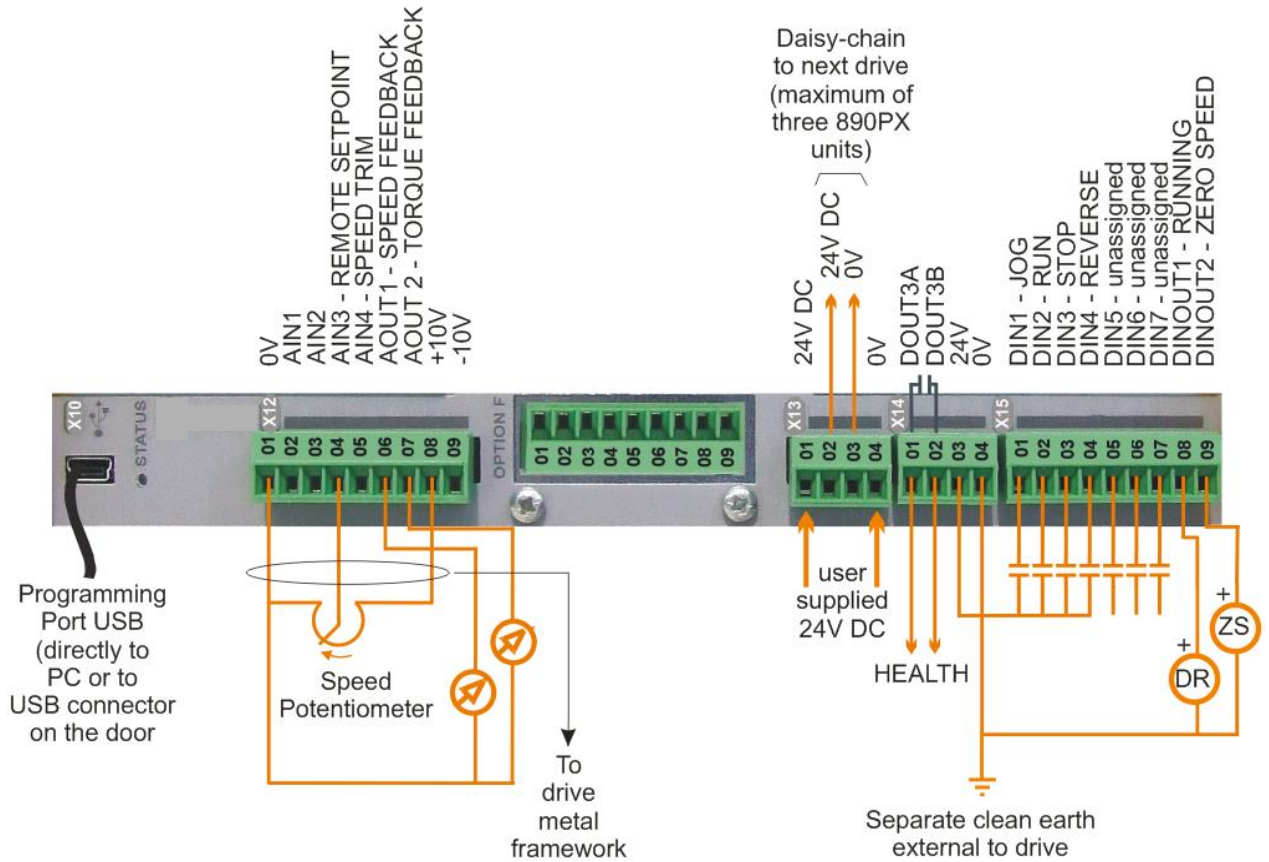 Daisy-chain
to next drive
(maximum of
three 890PX
units)
0V
AIN1
AIN2
AIN3 - REMOTE SETPOINT
AIN4 - SPEED TRIM
AOUT1 - SPEED FEEDBACK
AOUT 2 - TORQUE FEEDBACK
+10V
-10V
24V DC
24V DC
0V
0V
DOUT3A
DOUT3B
24V
0V
DIN1 - JOG
DIN2 - RUN
DIN3 - STOP
DIN4 - REVERSE
DIN5 - unassigned
DIN6 - unassigned
DIN7 - unassigned
DINOUT1 - RUNNING
DINOUT2 - ZERO SPEED
X10
STATUS
X12
01 02 03 04 05 06 07 08 09
OPTION F
01 02 03 04 05 06 07 08 09
X13
01 02 03 04
X14
01 02 03 04
X15
01 02 03 04 05 06 07 08 09
Programming
Port USB
(directly to
PC or to
USB connector
on the door
Speed
Potentiometer
To
drive
metal
framework
user
supplied
24V DC
HEALTH
+
DR
+
ZS
Separate clean earth
external to drive